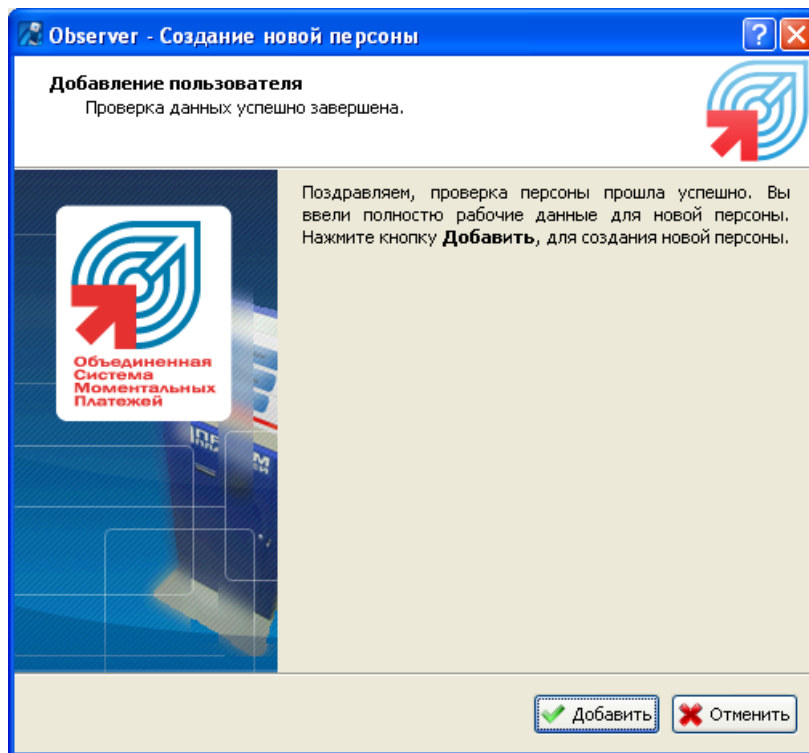 Observer - Создание новой персоны
Добавление пользователя
Проверка данных успешно завершена.
Поздравляем, проверка персоны прошла успешно. Вы
ввели полностю рабочие данные для новой персоны.
Нажмите кнопку Добавить, для создания новой персоны.
Объединенная
Система
Моментальных
Платежей
Добавить
Отменить